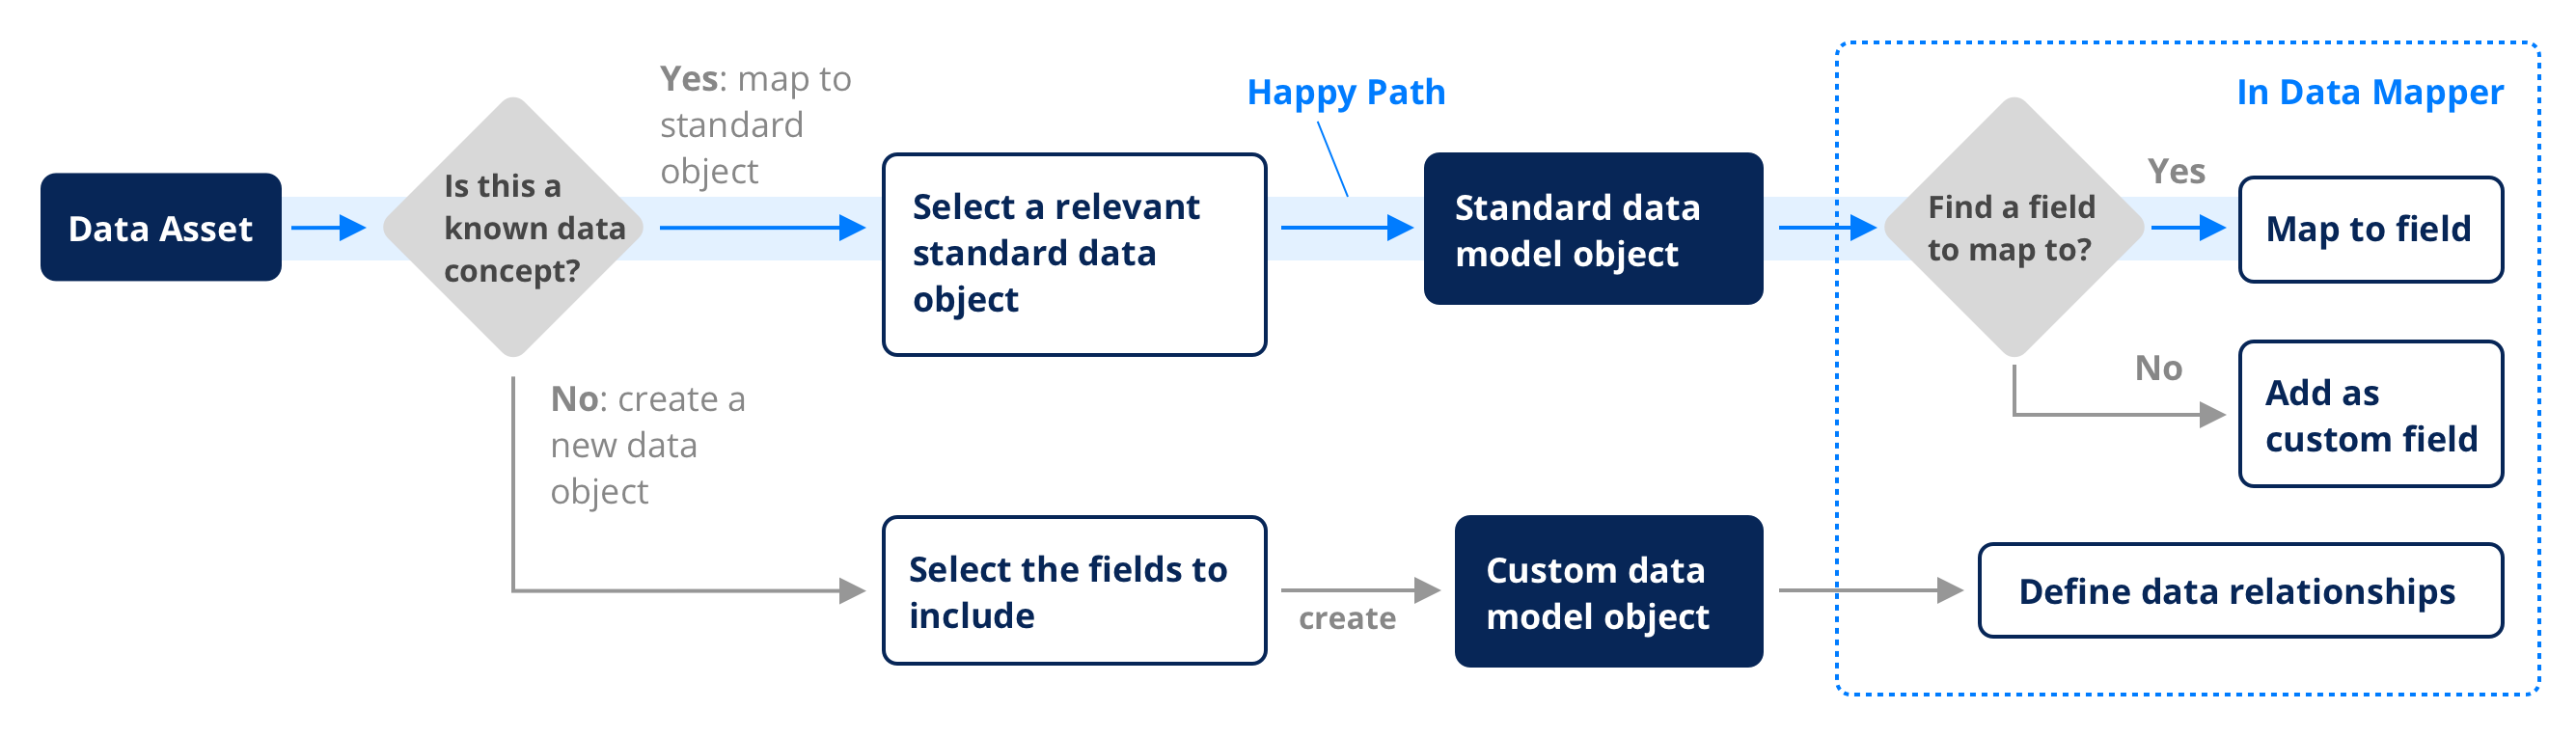 Data Asset
Is this a
known data
concept?
Yes: map to
standard
object
Select a relevant
standard data
object
Happy Path
Standard data
model object
In Data Mapper
Find a field
to map to?
Yes
Map to field
No
Add as
custom field
No: create a
new data
object
Select the fields to
include
create
Custom data
model object
Define data relationships